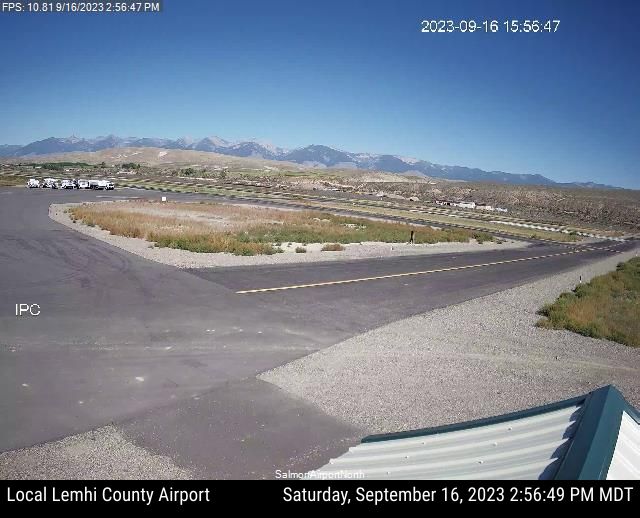 FPS: 10.81 9/16/2023 2:56:47 PM
2023-09-16 15:56:47
IPC
SalmonAirportNorth
Local Lemhi County Airport Saturday, September 16, 2023 2:56:49 PM MDT